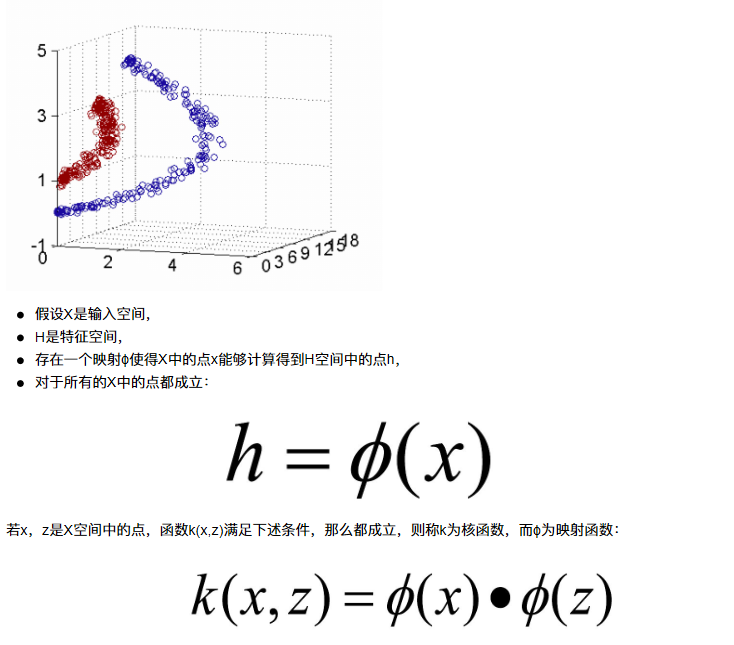 5
3
1
-1
0
2
4
6
0 3 6 9 12 15 18
假设X是输入空间，
H是特征空间，
存在一个映射ϕ使得X中的点x能够计算得到H空间中的点h，
对于所有的X中的点都成立：
h = ϕ(x)
若x，z是X空间中的点，函数k(x,z)满足下述条件，那么都成立，则称k为核函数，而ϕ为映射函数：
k(x,z) = ϕ(x)•ϕ(z)